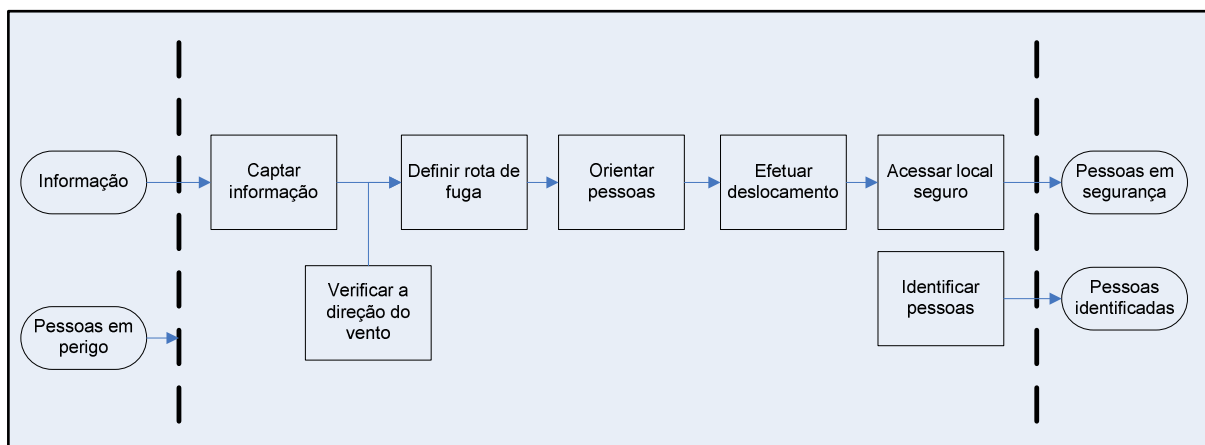 Informação
Captar
informação
Definir rota de
fuga
Orientar
pessoas
Efetuar
deslocamento
Acessar local
seguro
Pessoas em
segurança
Pessoas em
perigo
Verificar a
direção do
vento
Identificar
pessoas
Pessoas
identificadas